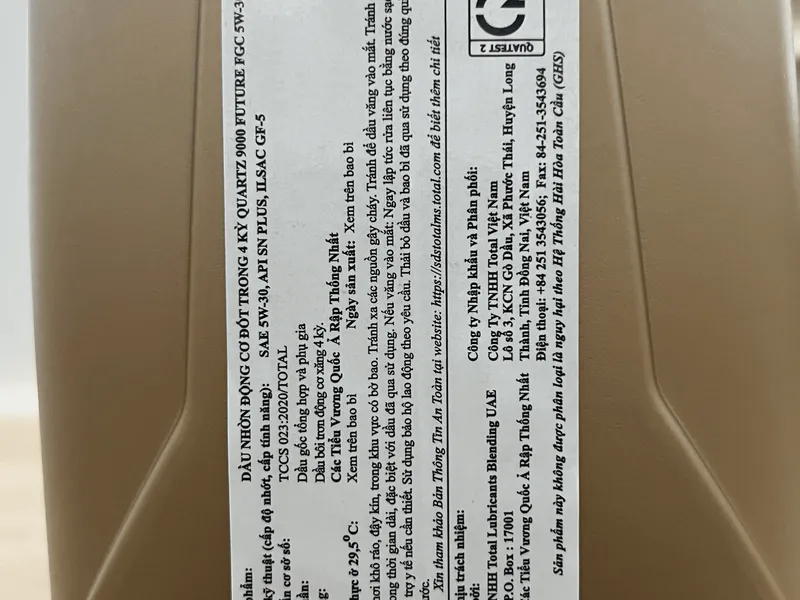 DẦU NHỜN ĐỘNG CƠ ĐỐT TRONG 4 KỲ QUARTZ 9000 FUTURE FGC 5W-3
kỹ thuật (cấp độ nhớt, cấp tính năng): SAE 5W-30, API SN PLUS, ILSAC GF-5
cơ sở số: TCCS 023:2020/TOTAL
Dầu gốc tổng hợp và phụ gia
Dầu bôi trơn động cơ xăng 4 kỳ.
Các Tiểu Vương Quốc Ả Rập Thống Nhất
ở 29,5°C: Xem trên bao bì Ngày sản xuất: Xem trên bao bì
nơi khô ráo, đậy kín, trong khu vực có bờ bao. Tránh xa các nguồn gây cháy. Tránh để dầu văng vào mắt. Tránh
thời gian dài, đặc biệt với dầu đã qua sử dụng. Nếu văng vào mắt: Ngay lập tức rửa liên tục bằng nước sạ
trợ y tế nếu cần thiết. Sử dụng bảo hộ lao động theo yêu cầu. Thải bỏ dầu và bao bì đã qua sử dụng theo đúng qu
Xin tham khảo Bản Thông Tin An Toàn tại website: https://sdstotalms.total.com để biết thêm chi tiết
QUATEST 2
chịu trách nhiệm: Công ty Nhập khẩu và Phân phối:
NHH Total Lubricants Blending UAE Công Ty TNHH Total Việt Nam
P.O. Box : 17001 Lô số 3, KCN Gò Dầu, Xã Phước Thái, Huyện Long
Các Tiểu Vương Quốc Ả Rập Thống Nhất Thành, Tỉnh Đồng Nai, Việt Nam
Điện thoại: +84 251 3543056; Fax: 84-251-3543694
Sản phẩm này không được phân loại là nguy hại theo Hệ Thống Hài Hòa Toàn Cầu (GHS)